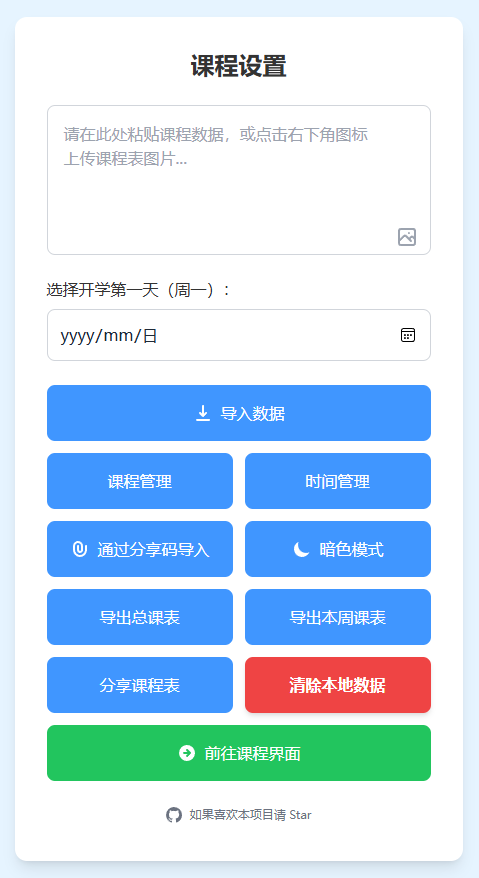 课程设置
请在此处粘贴课程数据，或点击右下角图标
上传课程表图片...
选择开学第一天（周一）：
yyyy/mm/日
导入数据
课程管理
时间管理
通过分享码导入
暗色模式
导出总课表
导出本周课表
分享课程表
清除本地数据
前往课程界面
如果喜欢本项目请 Star